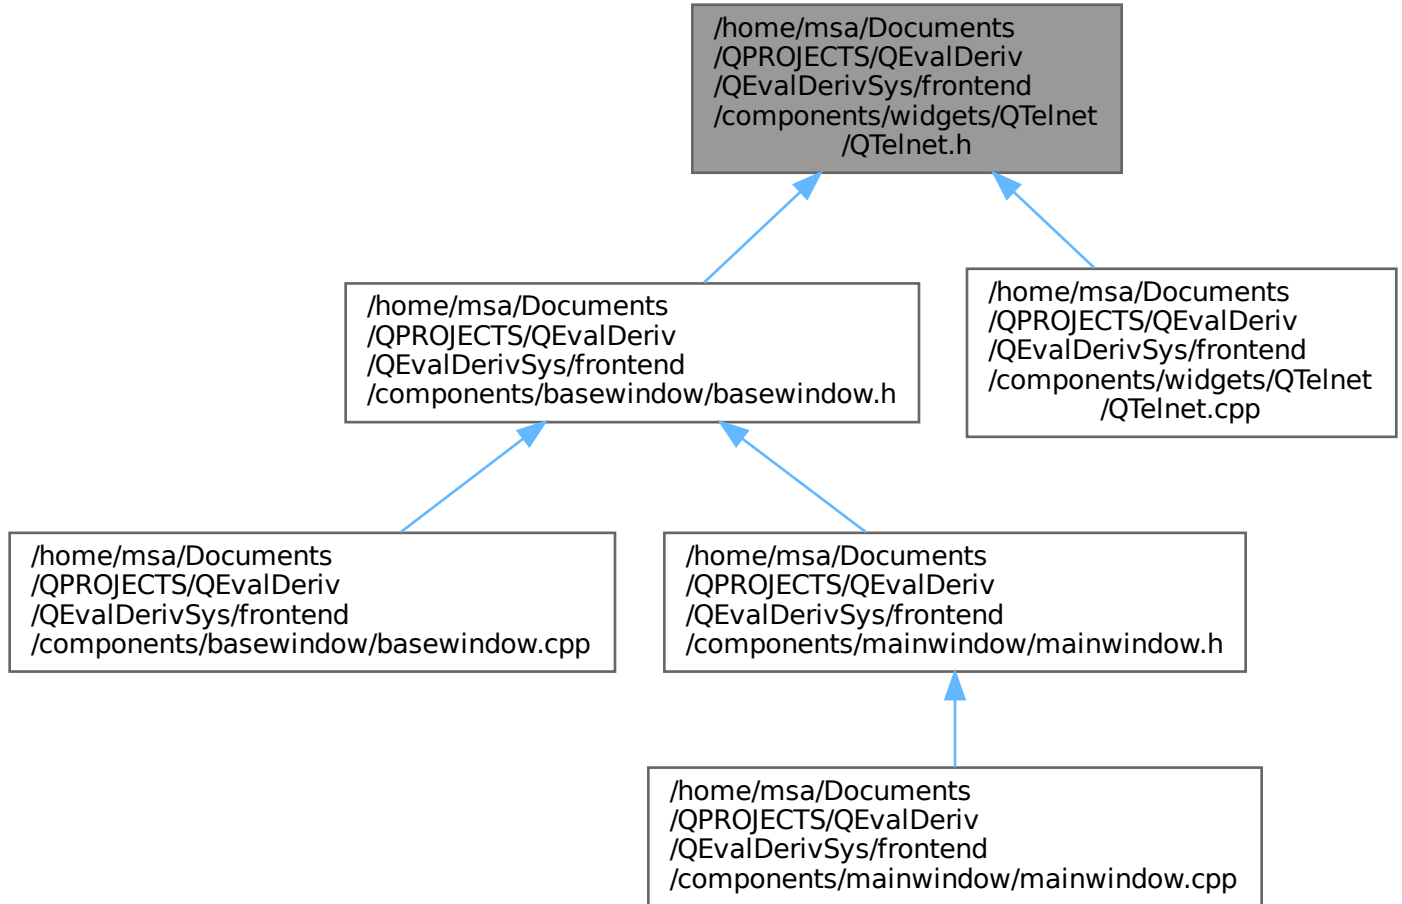 /home/msa/Documents
/QPROJECTS/QEvalDeriv
/QEvalDerivSys/frontend
/components/widgets/QTelnet
/QTelnet.h
/home/msa/Documents
/QPROJECTS/QEvalDeriv
/QEvalDerivSys/frontend
/components/basewindow/basewindow.h
/home/msa/Documents
/QPROJECTS/QEvalDeriv
/QEvalDerivSys/frontend
/components/widgets/QTelnet
/QTelnet.cpp
/home/msa/Documents
/QPROJECTS/QEvalDeriv
/QEvalDerivSys/frontend
/components/basewindow/basewindow.cpp
/home/msa/Documents
/QPROJECTS/QEvalDeriv
/QEvalDerivSys/frontend
/components/mainwindow/mainwindow.h
/home/msa/Documents
/QPROJECTS/QEvalDeriv
/QEvalDerivSys/frontend
/components/mainwindow/mainwindow.cpp